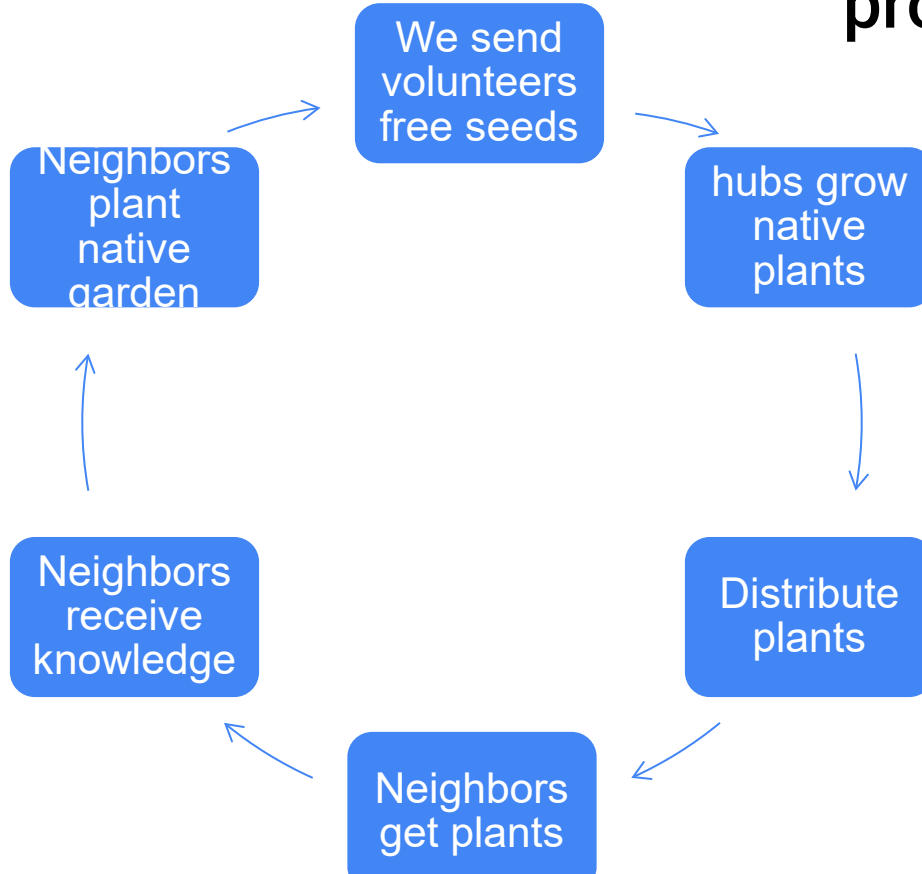 We send
volunteers
free seeds
hubs grow
native
plants
Distribute
plants
Neighbors
get plants
Neighbors
receive
knowledge
Neighbors
plant
native
garden